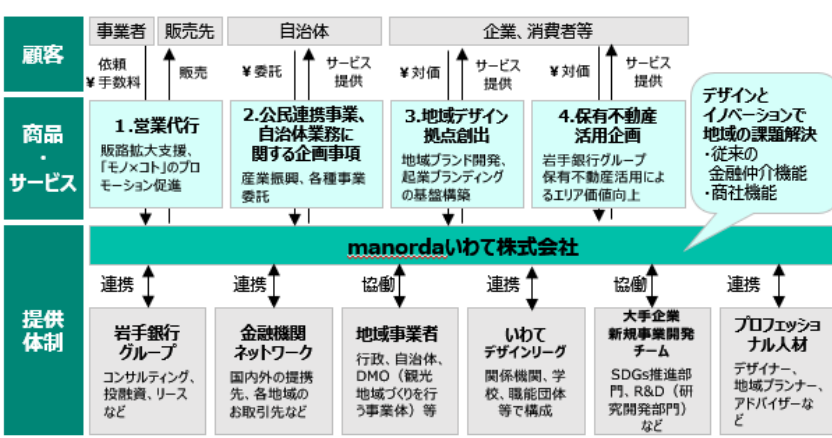 顧客
事業者
販売先
自治体
企業、消費者等
依頼
¥手数料
販売
¥委託
サービス
提供
¥対価
サービス
提供
¥対価
サービス
提供
商品
・
サービス
1.営業代行
販路拡大支援、
「モノ×コト」のプロ
モーション促進
2.公民連携事業、
自治体業務に
関する企画事項
産業振興、各種事業
委託
3.地域デザイン
拠点創出
地域ブランド開発、
起業ブランディング
の基盤構築
4.保有不動産
活用企画
岩手銀行グループ
保有不動産活用によ
るエリア価値向上
デザインと
イノベーションで
地域の課題解決
・従来の
金融仲介機能
・商社機能
提供
体制
manordaいわて株式会社
連携
連携
協働
連携
協働
連携
岩手銀行
グループ
コンサルティング、
投融資、リース
など
金融機関
ネットワーク
国内外の提携
先、各地域の
お取引先など
地域事業者
行政、自治体、
DMO（観光
地域づくりを行
う事業体）等
いわて
デザインリーグ
関係機関、学
校、職能団体
等で構成
大手企業
新規事業開発
チーム
SDGs推進部
門、R&D（研
究開発部門）
など
プロフェッショ
ナル人材
デザイナー、
地域プランナー、
アドバイザーな
ど